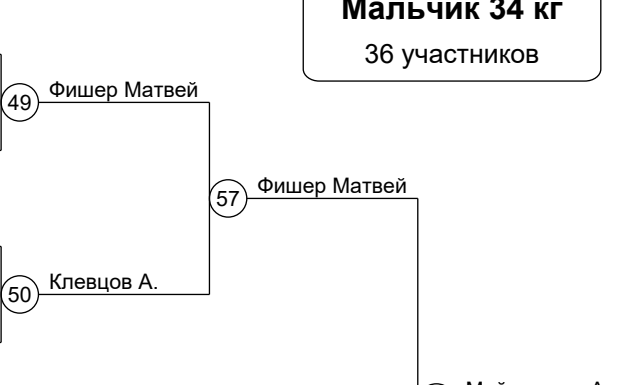 Мальчик 34 кг
36 участников
49 Фишер Матвей
57 Фишер Матвей
50 Клевцов А.